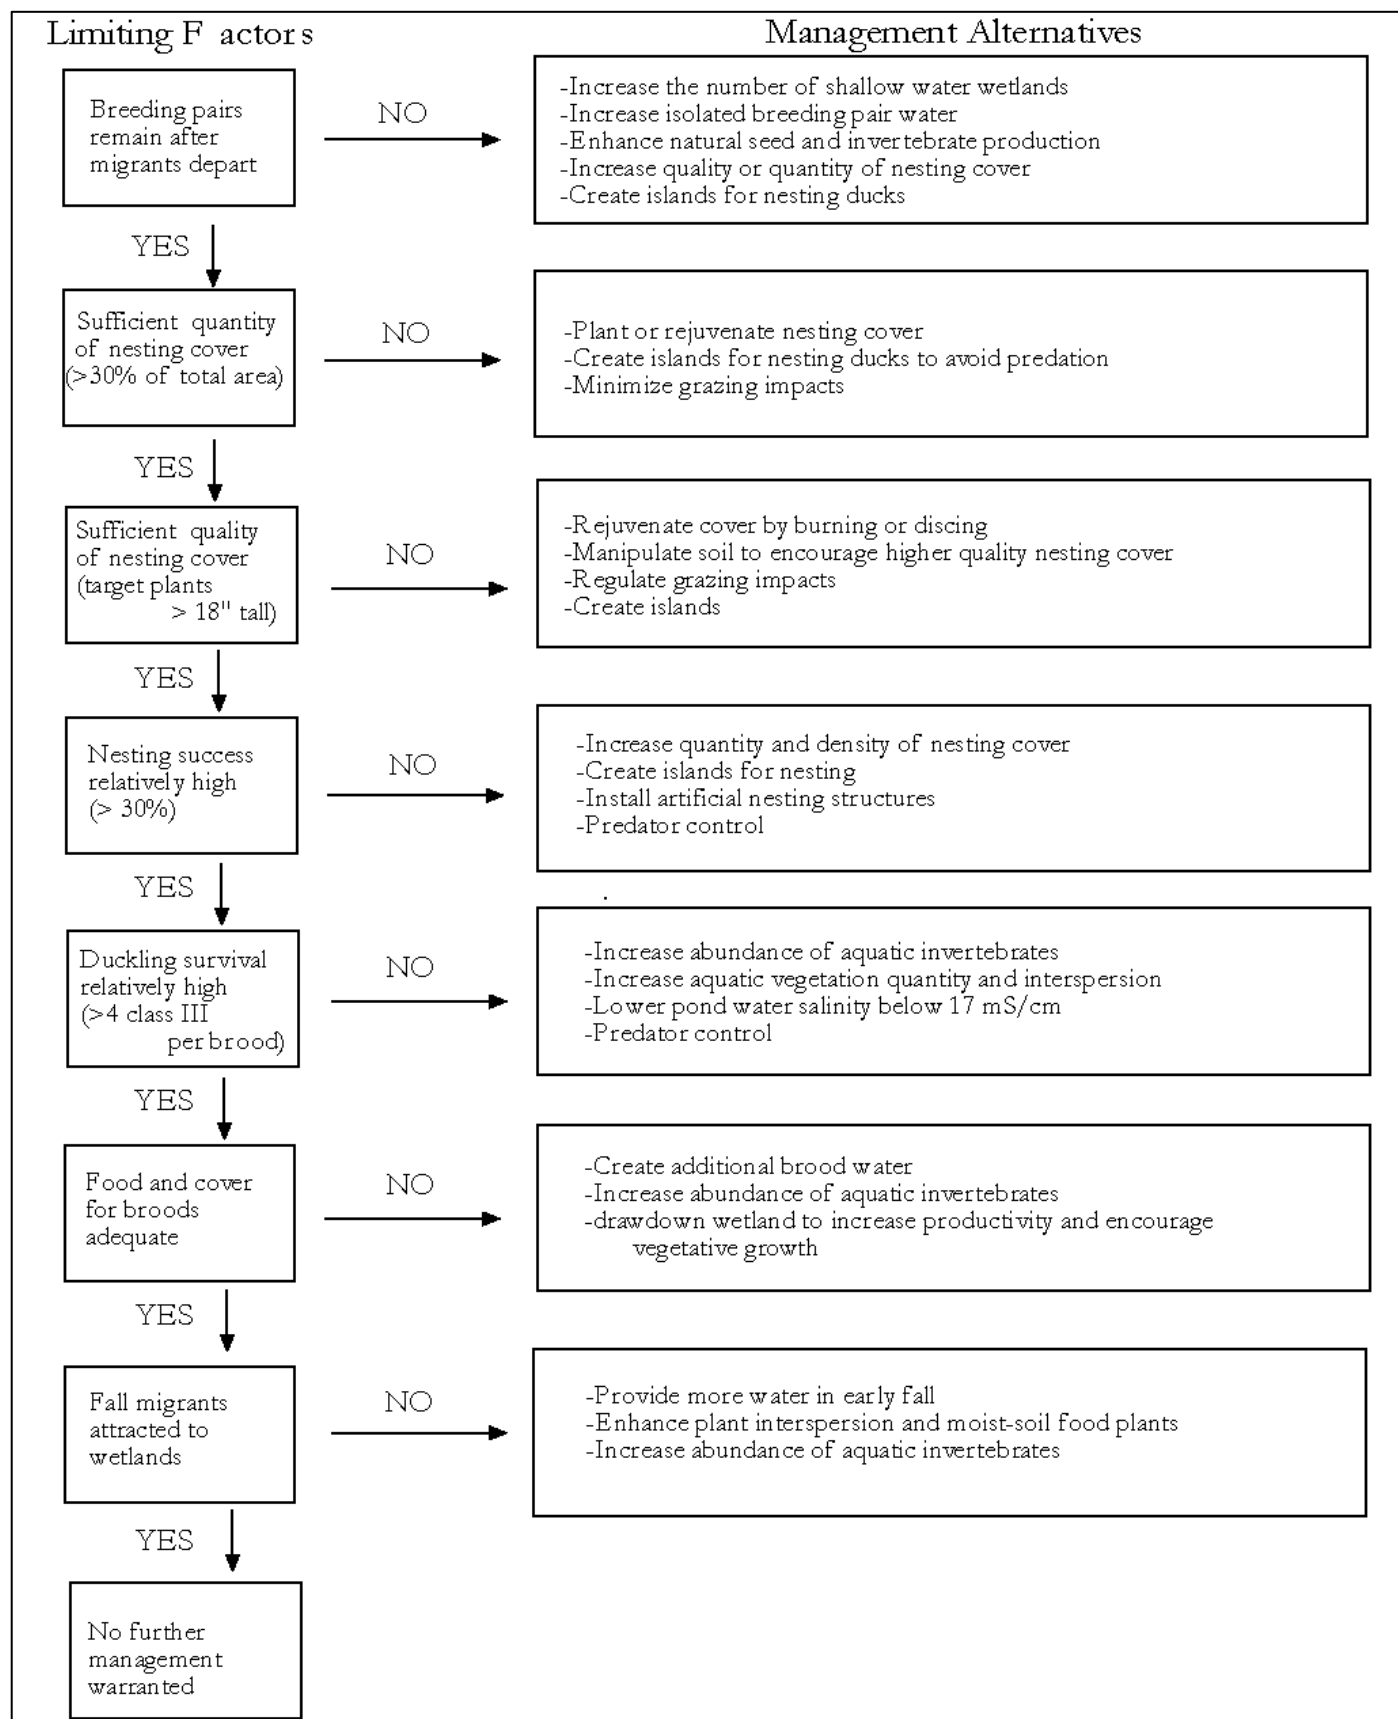 Limiting Factors
Management Alternatives
Breeding pairs
remain after
migrants depart
NO
-Increase the number of shallow water wetlands
-Increase isolated breeding pair water
-Enhance natural seed and invertebrate production
-Increase quality or quantity of nesting cover
-Create islands for nesting ducks
YES
Sufficient quantity
of nesting cover
(>30% of total area)
NO
-Plant or rejuvenate nesting cover
-Create islands for nesting ducks to avoid predation
-Minimize grazing impacts
YES
Sufficient quality
of nesting cover
(target plants
> 18" tall)
NO
-Rejuvenate cover by burning or discing
-Manipulate soil to encourage higher quality nesting cover
-Regulate grazing impacts
-Create islands
YES
Nesting success
relatively high
(> 30%)
NO
-Increase quantity and density of nesting cover
-Create islands for nesting
-Install artificial nesting structures
-Predator control
YES
Duckling survival
relatively high
(>4 class III
per brood)
NO
-Increase abundance of aquatic invertebrates
-Increase aquatic vegetation quantity and interspersion
-Lower pond water salinity below 17 mS/cm
-Predator control
YES
Food and cover
for broods
adequate
NO
-Create additional brood water
-Increase abundance of aquatic invertebrates
-drawdown wetland to increase productivity and encourage
vegetative growth
YES
Fall migrants
attracted to
wetlands
NO
-Provide more water in early fall
-Enhance plant interspersion and moist-soil food plants
-Increase abundance of aquatic invertebrates
YES
No further
management
warranted